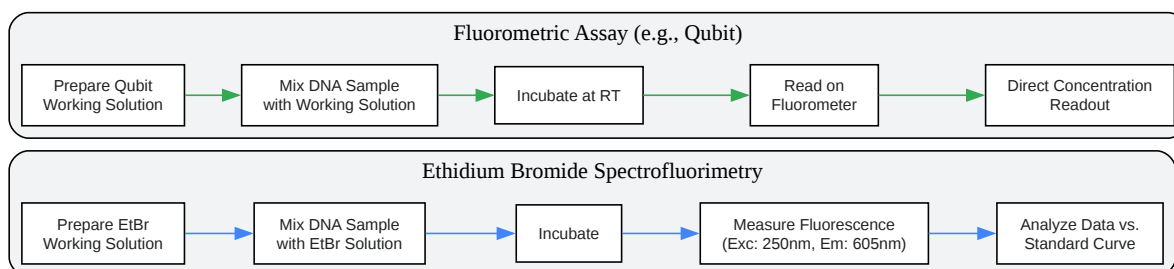 Fluorometric Assay (e.g., Qubit)
Prepare Qubit
Working Solution
Mix DNA Sample
with Working Solution
Incubate at RT
Read on
Fluorometer
Direct Concentration
Readout
Ethidium Bromide Spectrofluorimetry
Prepare EtBr
Working Solution
Mix DNA Sample
with EtBr Solution
Incubate
Measure Fluorescence
(Exc: 250nm, Em: 605nm)
Analyze Data vs.
Standard Curve